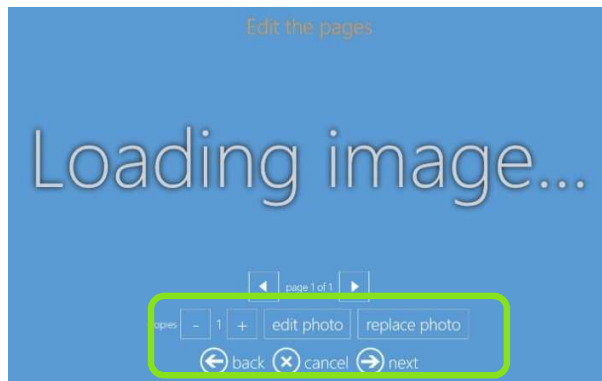 Edit the pages
Loading image...
page 1 of 1
opies - 1 + edit photo replace photo
back cancel next